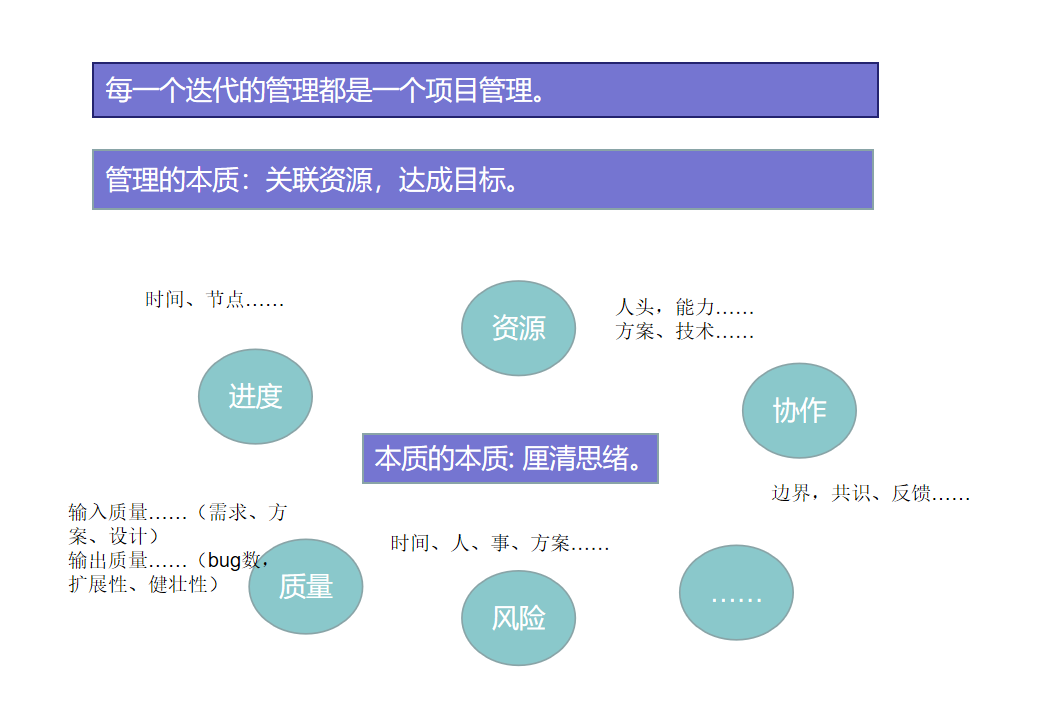 每一个迭代的管理都是一个项目管理。
管理的本质：关联资源，达成目标。
时间、节点……
资源
人头，能力……
方案、技术……
进度
协作
本质的本质: 厘清思绪。
边界，共识、反馈……
输入质量……（需求、方
案、设计）
输出质量……（bug数，
扩展性、健壮性）
质量
时间、人、事、方案……
风险
……